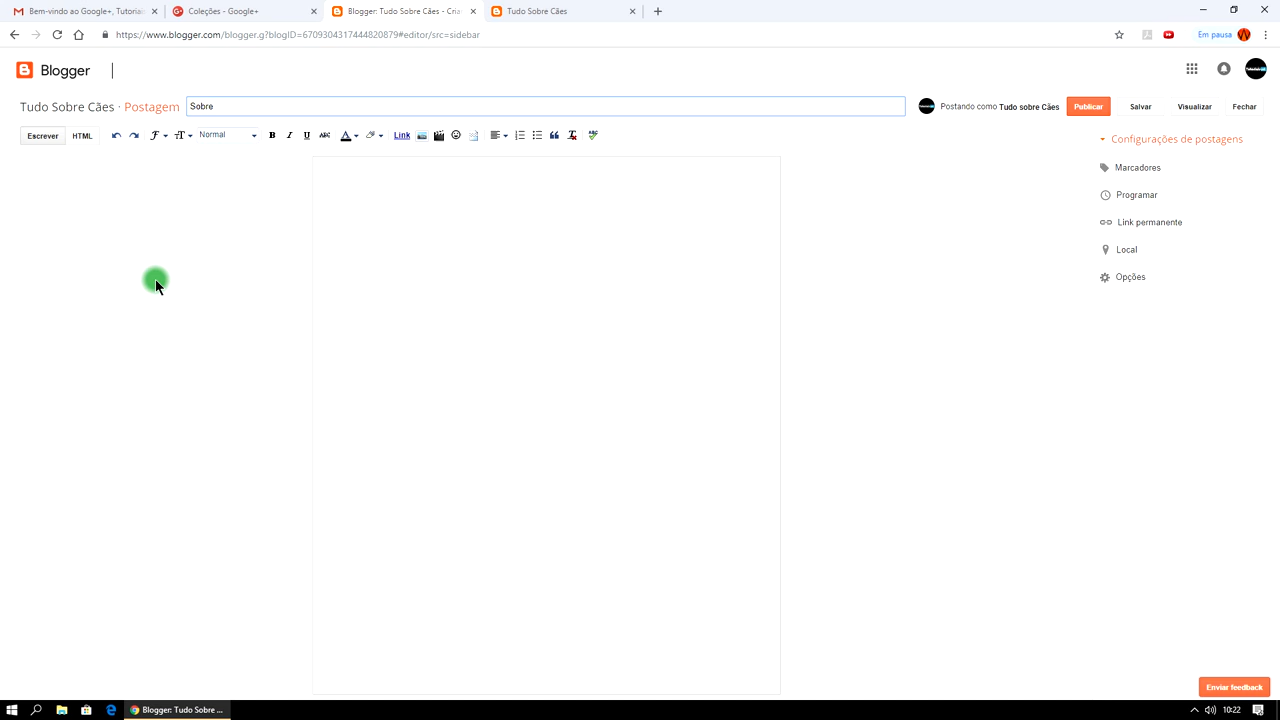 Bem-vindo ao Google+, Tutoriai
Coleções - Google+
Blogger: Tudo Sobre Cães - Cria
Tudo Sobre Cães
https://www.blogger.com/blogger.g?blogID=6709304317444820879#editor/src=sidebar
Em pausa
Blogger
Tudo Sobre Cães · Postagem
Sobre
Postando como Tudo sobre Cães
Publicar
Salvar
Visualizar
Fechar
Escrever
HTML
Normal
Link
ABC
Configurações de postagens
Marcadores
Programar
Link permanente
Local
Opções
Enviar feedback
Blogger: Tudo Sobre ...
10:22